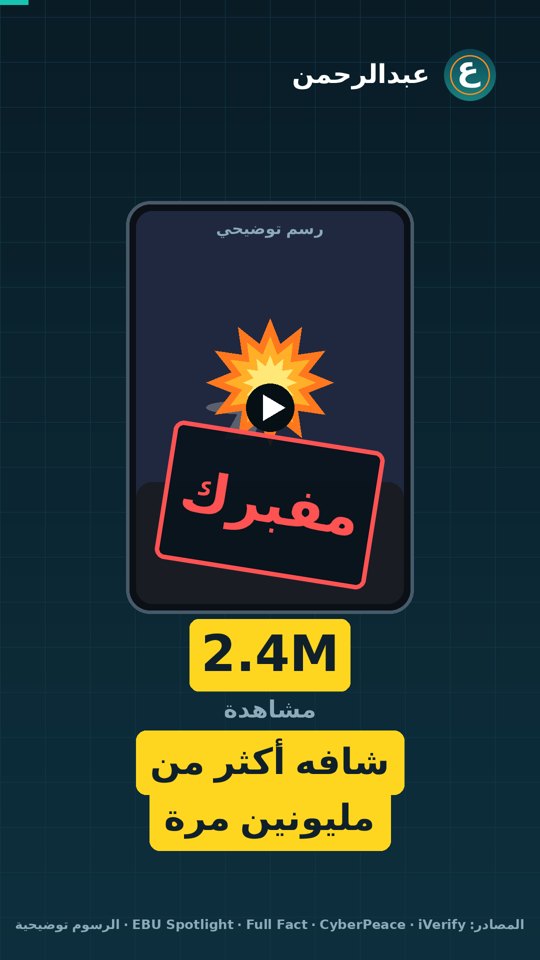 ع
عبدالرحمن
رسم توضيحي
مفبرك
2.4M
مشاهدة
شافه أكثر من
مليونين مرة
المصادر: EBU Spotlight · Full Fact · CyberPeace · iVerify · الرسوم توضيحية